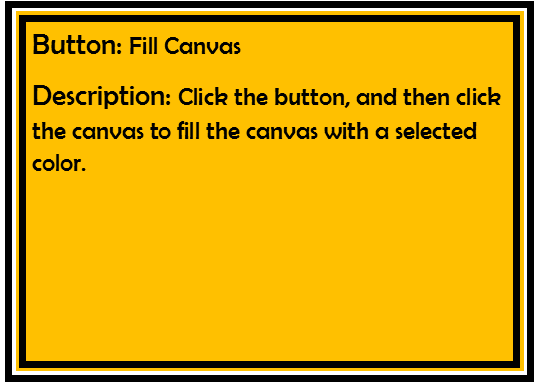 Button: Fill Canvas
Description: Click the button, and then click
the canvas to fill the canvas with a selected
color.